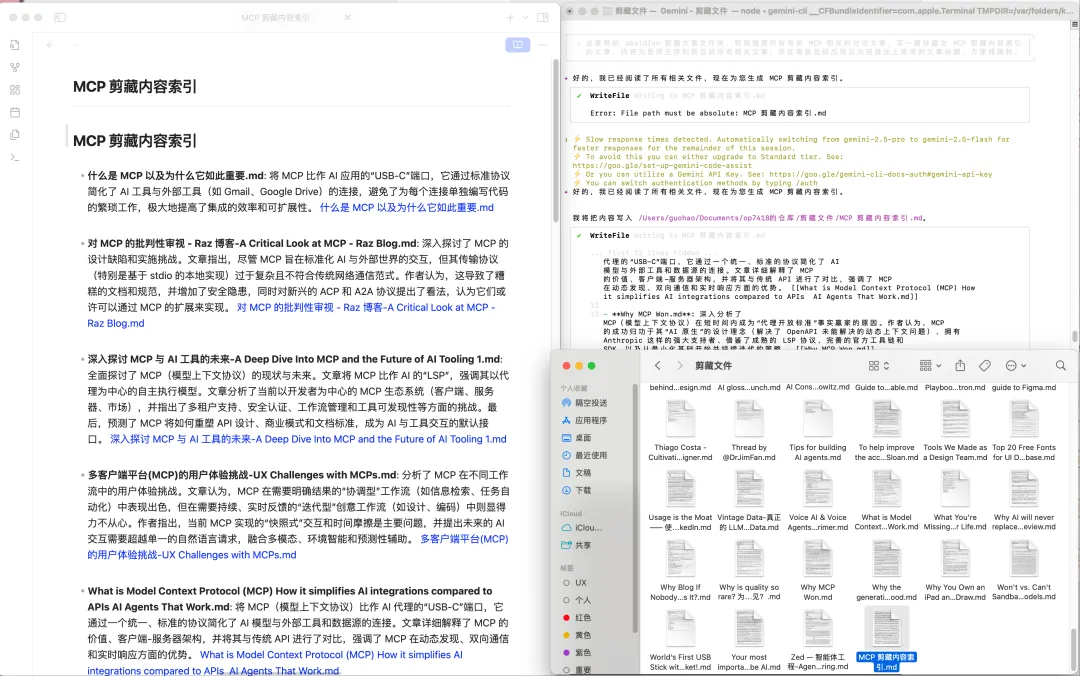 MCP 剪藏内容索引
MCP 剪藏内容索引
MCP 剪藏内容索引
什么是 MCP 以及为什么它如此重要.md: 将 MCP 比作 AI 应用的“USB-C”端口，它通过标准协议
简化了 AI 工具与外部工具（如 Gmail、Google Drive）的连接，避免了为每个连接单独编写代码
的繁琐工作，极大地提高了集成的效率和可扩展性。 什么是 MCP 以及为什么它如此重要.md
对 MCP 的批判性审视 - Raz 博客-A Critical Look at MCP - Raz Blog.md: 深入探讨了 MCP 的
设计缺陷和实施挑战。文章指出，尽管 MCP 旨在标准化 AI 与外部世界的交互，但其传输协议
（特别是基于 stdio 的本地实现）过于复杂且不符合传统网络通信范式。作者认为，这导致了糟
糕的文档和规范，并增加了安全隐患，同时对新兴的 ACP 和 A2A 协议提出了看法，认为它们或
许可以通过 MCP 的扩展来实现。 对 MCP 的批判性审视 - Raz 博客-A Critical Look at MCP -
Raz Blog.md
深入探讨 MCP 与 AI 工具的未来-A Deep Dive Into MCP and the Future of AI Tooling 1.md:
全面探讨了 MCP（模型上下文协议）的现状与未来。文章将 MCP 比作 AI 的“LSP”，强调其以代
理为中心的自主执行模型。文章分析了当前以开发者为中心的 MCP 生态系统（客户端、服务
器、市场），并指出了多租户支持、安全认证、工作流管理和工具可发现性等方面的挑战。最
后，预测了 MCP 将如何重塑 API 设计、商业模式和文档标准，成为 AI 与工具交互的默认接
口。 深入探讨 MCP 与 AI 工具的未来-A Deep Dive Into MCP and the Future of AI Tooling 1.md
多客户端平台(MCP)的用户体验挑战-UX Challenges with MCPs.md: 分析了 MCP 在不同工作
流中的用户体验挑战。文章认为，MCP 在需要明确结果的“协调型”工作流（如信息检索、任务自
动化）中表现出色，但在需要持续、实时反馈的“迭代型”创意工作流（如设计、编码）中则显得
力不从心。作者指出，当前 MCP 实现的“快照式”交互和时间摩擦是主要问题，并提出未来的 AI
交互需要超越单一的自然语言请求，融合多模态、环境智能和预测性辅助。 多客户端平台(MCP)
的用户体验挑战-UX Challenges with MCPs.md
What is Model Context Protocol (MCP) How it simplifies AI integrations compared to
APIs AI Agents That Work.md: 将 MCP（模型上下文协议）比作 AI 代理的“USB-C”端口，它
通过一个统一、标准的协议简化了 AI 模型与外部工具和数据源的连接。文章详细解释了 MCP 的
价值、客户端-服务器架构，并将其与传统 API 进行了对比，强调了 MCP 在动态发现、双向通信
和实时响应方面的优势。 What is Model Context Protocol (MCP) How it simplifies AI
integrations compared to APIs  AI Agents That Work.md
剪藏文件 — Gemini - 剪藏文件 — node - gemini-cli __CFBundleIdentifier=com.apple.Terminal TMPDIR=/var/folders/k...
好的，我已经阅读了所有相关文件，现在为您生成 MCP 剪藏内容索引。
✔ WriteFile Writing to MCP 剪藏内容索引.md
Error: File path must be absolute: MCP 剪藏内容索引.md
⚡ Slow response times detected. Automatically switching from gemini-2.5-pro to gemini-2.5-flash for
faster responses for the remainder of this session.
⚡ To avoid this you can either upgrade to Standard tier. See:
https://goo.gle/set-up-gemini-code-assist
⚡ Or you can utilize a Gemini API Key. See: https://goo.gle/gemini-cli-docs-auth#gemini-api-key
⚡ You can switch authentication methods by typing /auth
好的，我已经阅读了所有相关文件，现在为您生成 MCP 剪藏内容索引。
我将把内容写入 /Users/guohao/Documents/op7418的仓库/剪藏文件/MCP 剪藏内容索引.md。
✔ WriteFile Writing to MCP 剪藏内容索引.md
... first 35 lines hidden ...
代理的 "USB-C"端口，它通过一个统一、标准的协议简化了 AI
模型与外部工具和数据源的连接。文章详细解释了 MCP
的价值、客户端-服务器架构，并将其与传统 API 进行了对比，强调了 MCP
在动态发现、双向通信和实时响应方面的优势。 [[What is Model Context Protocol (MCP) How
it simplifies AI integrations compared to APIs  AI Agents That Work.md]]
12
13 - **Why MCP Won.md**: 深入分析了
MCP（模型上下文协议）在短时间内成为“代理开放标准”事实赢家的原因。作者认为，MCP
的成功归功于其“AI 原生”的设计理念（解决了 OpenAPI 未能解决的动态上下文问题）、拥有
Anthropic 这样的强大支持者、借鉴了成熟的 LSP 协议、完善的官方工具链和
剪藏文件
个人收藏
隔空投送
应用程序
桌面
最近使用
文稿
下载
iCloud
iClou...
共享
标签
UX
个人
红色
黄色
紫色
重要
behind...esign.md AI gloss...unch.md AI Cons...owitz.md Guide to...able.md Playboo...tron.md guide to Figma.md
Thiago Costa - Cultivati...igner.md
Thread by @DrJimFan.md
Tips for building AI agents.md
To help improve the acc...Sloan.md
Tools We Made as a Design Team.md
Top 20 Free Fonts for UI D...base.md
Usage is the Moat —— 使...kedin.md
Vintage Data-真正的 LLM...Data.md
Voice AI & Voice Agents...rimer.md
What is Model Context...Work.md
What You're Missing...r Life.md
Why AI will never replace...eview.md
Why Blog If Nobody...s It?.md
Why is quality so rare? 为...见？.md
Why MCP Won.md
Why the generati...ood.md
Why You Own an iPad an...Draw.md
Won't vs. Can't Sandba...odels.md
World's First USB Stick wit...ket!.md
Your most importa...be AI.md
Zed — 智能体工程-Agen...ring.md
MCP 剪藏内容索引.md